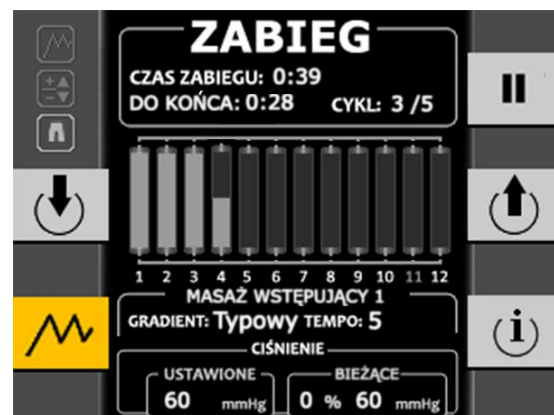 ZABIEG
CZAS ZABIEGU: 0:39
DO KOŃCA: 0:28 CYKL: 3 /5
1 2 3 4 5 6 7 8 9 10 11 12
MASAŻ WSTĘPUJĄCY 1
GRADIENT: Typowy TEMPO: 5
CIŚNIENIE
USTAWIONE BIEŻĄCE
60 mmHg 0 % 60 mmHg